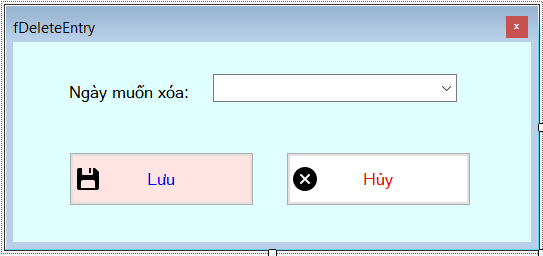 fDeleteEntry
Ngày muốn xóa:
Lưu
Hủy